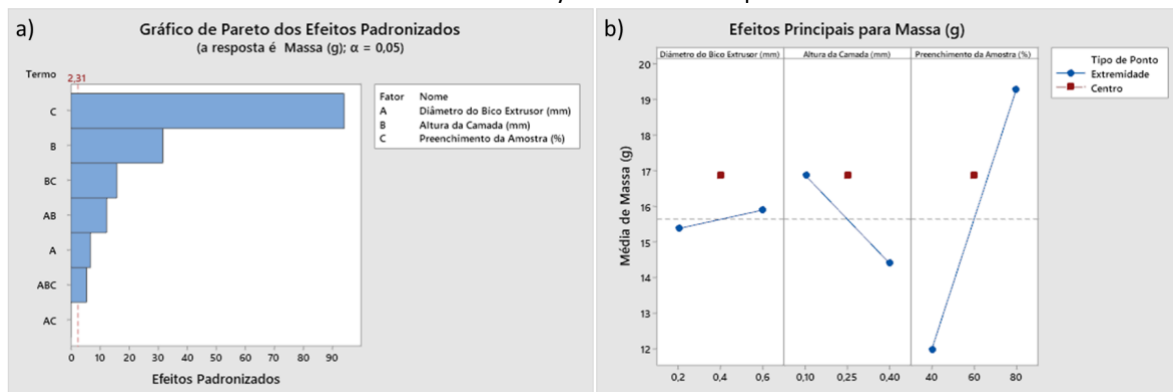 a)
Gráfico de Pareto dos Efeitos Padronizados
(a resposta é Massa (g); α = 0,05)
Termo
2,31
C
B
BC
AB
A
ABC
AC
0 10 20 30 40 50 60 70 80 90
Efeitos Padronizados
Fator Nome
A Diâmetro do Bico Extrusor (mm)
B Altura da Camada (mm)
C Preenchimento da Amostra (%)
b)
Efeitos Principais para Massa (g)
Diâmetro do Bico Extrusor (mm) Altura da Camada (mm) Preenchimento da Amostra (%)
Média de Massa (g)
20
19
18
17
16
15
14
13
12
0,2 0,4 0,6 0,10 0,25 0,40 40 60 80
Tipo de Ponto
Extremidade
Centro